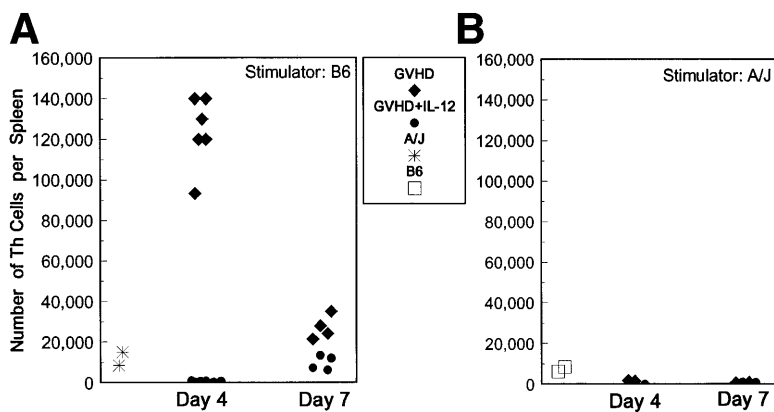 A
Number of Th Cells per Spleen
160,000
140,000
120,000
100,000
80,000
60,000
40,000
20,000
0
Stimulator: B6
Day 4
Day 7
GVHD
GVHD+IL-12
A/J
B6
B
160,000
140,000
120,000
100,000
80,000
60,000
40,000
20,000
0
Stimulator: A/J
Day 4
Day 7